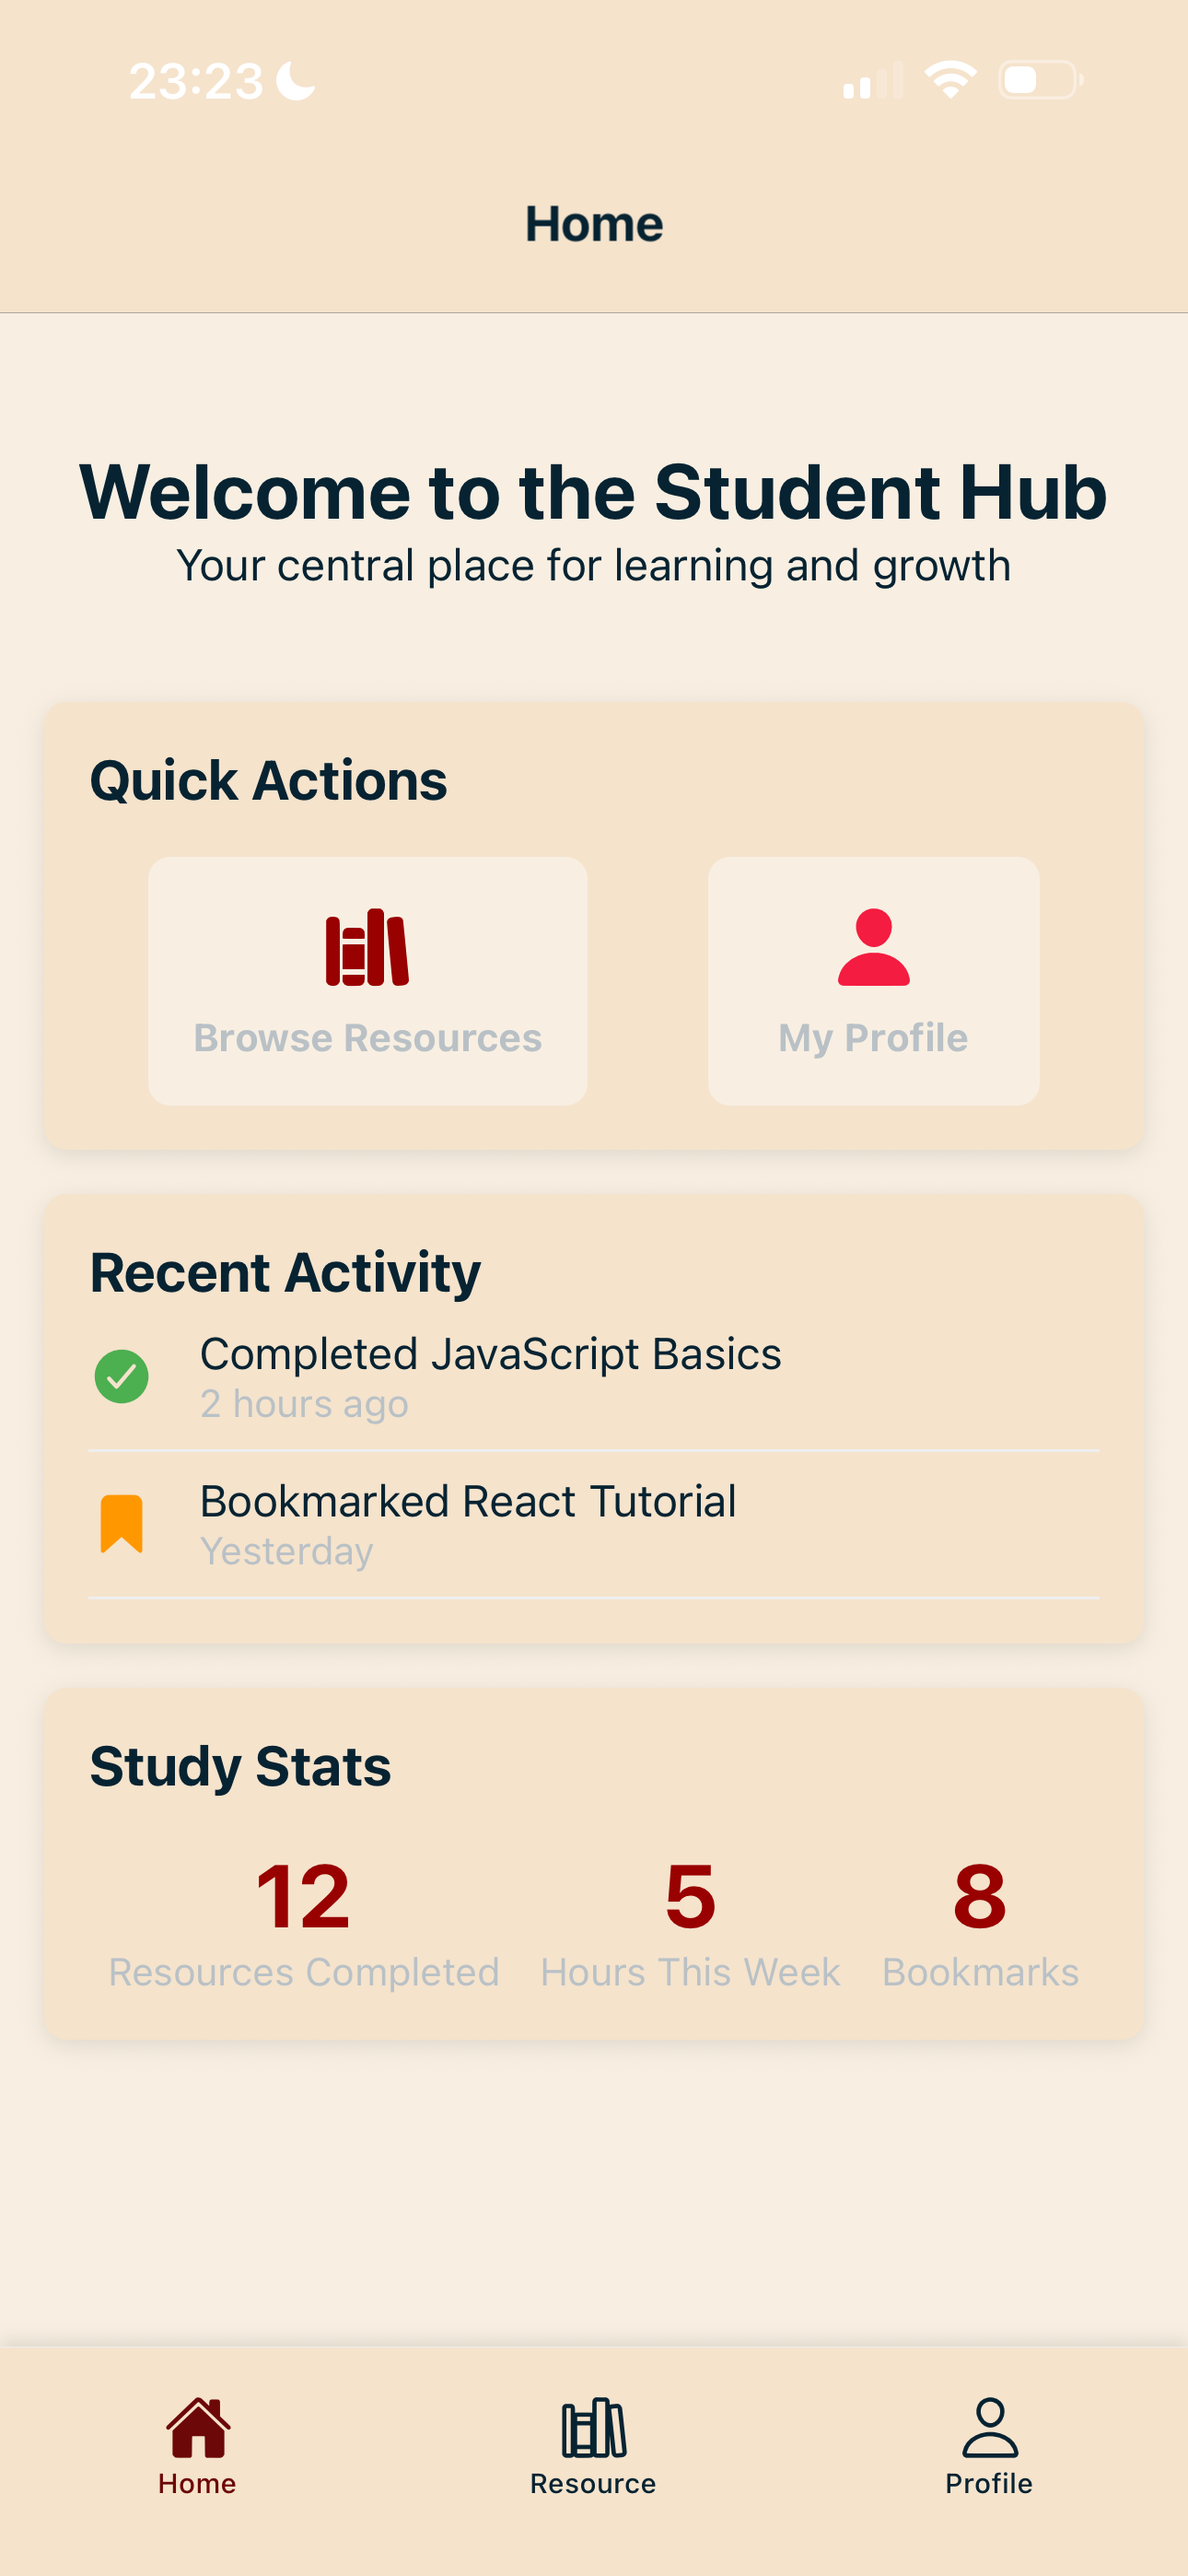 23:23
Home
Welcome to the Student Hub
Your central place for learning and growth
Quick Actions
Browse Resources
My Profile
Recent Activity
Completed JavaScript Basics
2 hours ago
Bookmarked React Tutorial
Yesterday
Study Stats
12
Resources Completed
5
Hours This Week
8
Bookmarks
Home
Resource
Profile